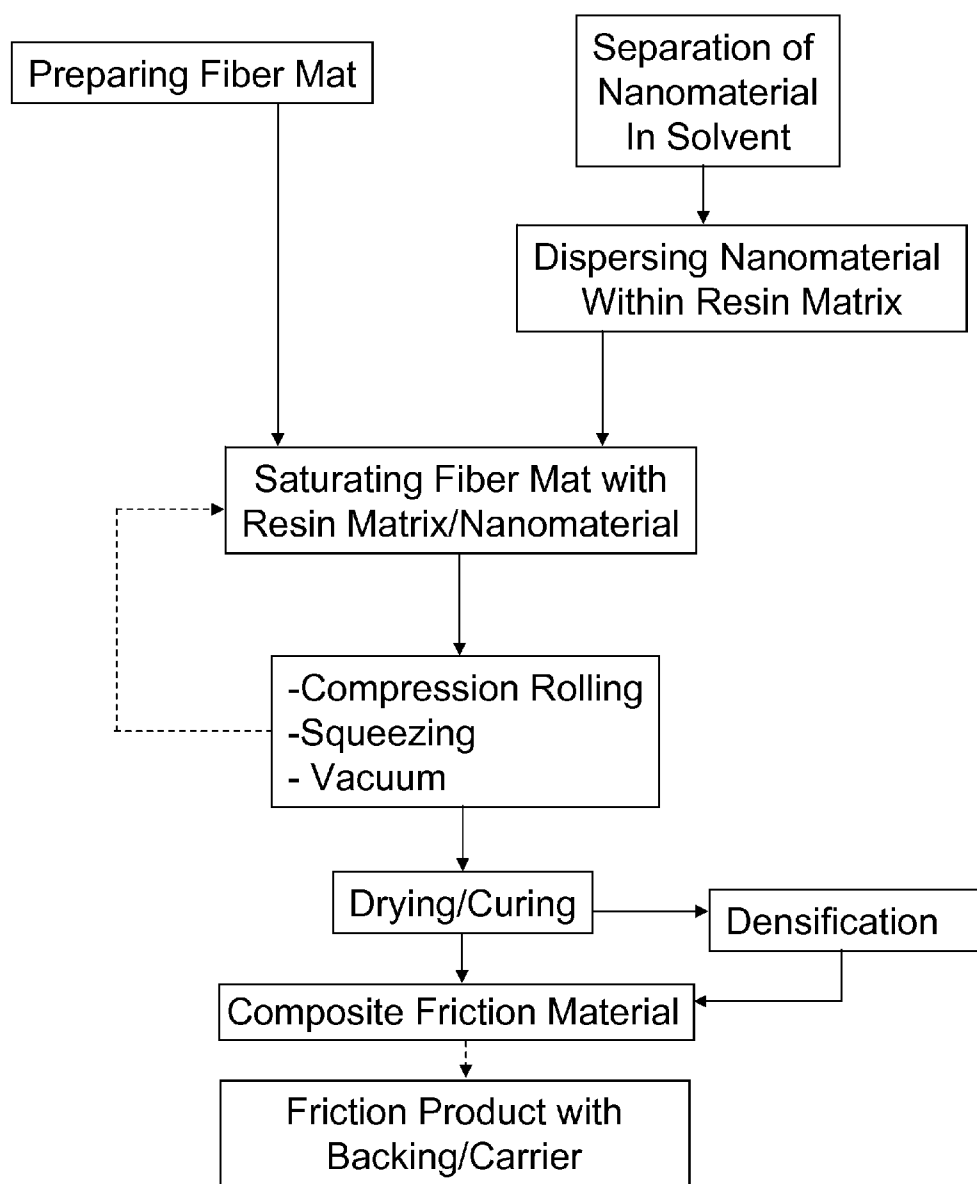 Preparing Fiber Mat
Separation of
Nanomaterial
In Solvent
Dispersing Nanomaterial
Within Resin Matrix
Saturating Fiber Mat with
Resin Matrix/Nanomaterial
-Compression Rolling
-Squeezing
- Vacuum
Drying/Curing
Densification
Composite Friction Material
Friction Product with
Backing/Carrier